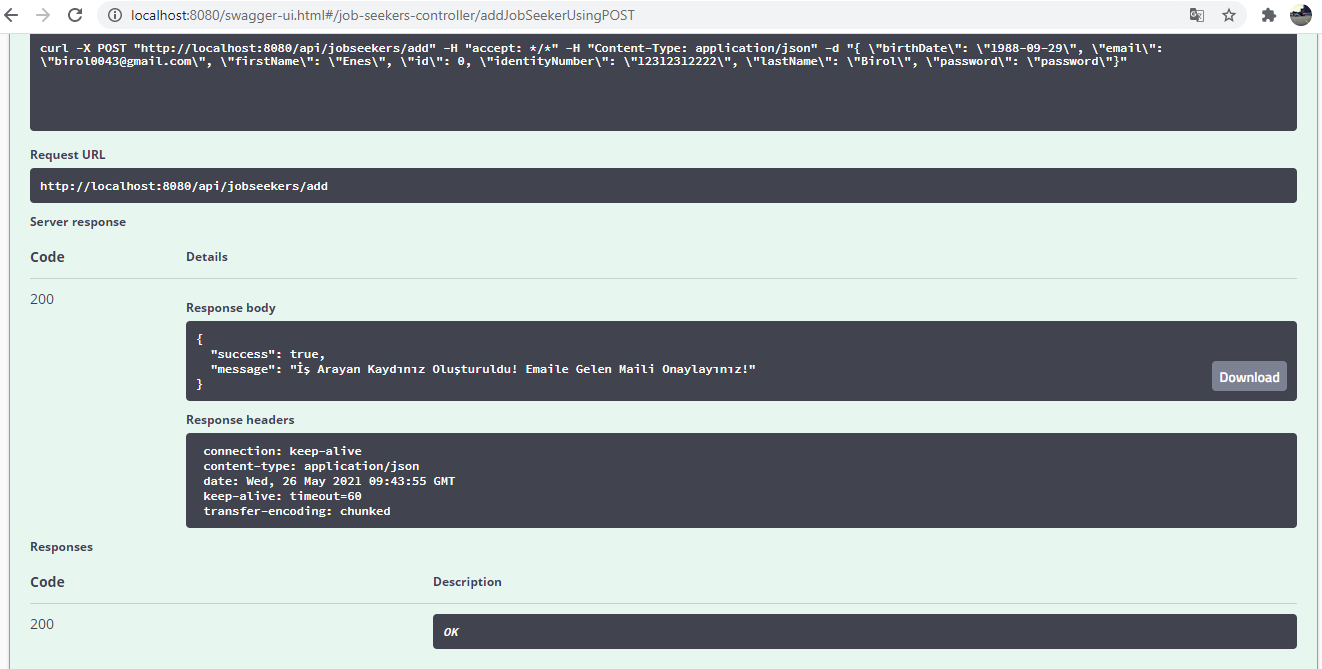 localhost:8080/swagger-ui.html#/job-seekers-controller/addJobSeekerUsingPOST
curl -X POST "http://localhost:8080/api/jobseekers/add" -H "accept: */*" -H "Content-Type: application/json" -d "{ \"birthDate\": \"1988-09-29\", \"email\":
\"birol0043@gmail.com\", \"firstName\": \"Enes\", \"id\": 0, \"identityNumber\": \"12312312222\", \"lastName\": \"Birol\", \"password\": \"password\"}"
Request URL
http://localhost:8080/api/jobseekers/add
Server response
Code Details
200
Response body
{
"success": true,
"message": "İş Arayan Kaydınız Oluşturuldu! Emaile Gelen Maili Onaylayınız!"
}
Download
Response headers
connection: keep-alive
content-type: application/json
date: Wed, 26 May 2021 09:43:55 GMT
keep-alive: timeout=60
transfer-encoding: chunked
Responses
Code Description
200 OK